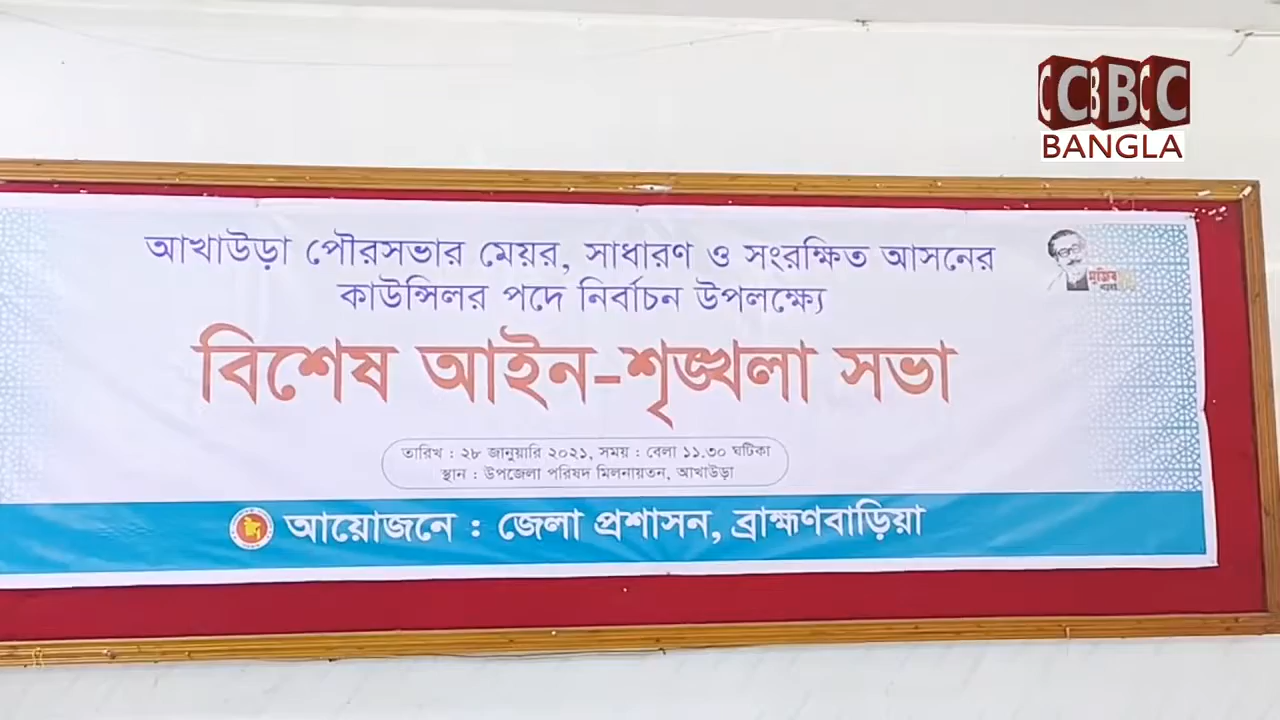 CCBCC
BANGLA
আখাউড়া পৌরসভার মেয়র, সাধারণ ও সংরক্ষিত আসনের
কাউন্সিলর পদে নির্বাচন উপলক্ষ্যে
মুজিব
বিশেষ আইন-শৃঙ্খলা সভা
তারিখ : ২৮ জানুয়ারি ২০২১, সময় : বেলা ১১.৩০ ঘটিকা
স্থান : উপজেলা পরিষদ মিলনায়তন, আখাউড়া
আয়োজনে : জেলা প্রশাসন, ব্রাহ্মণবাড়িয়া